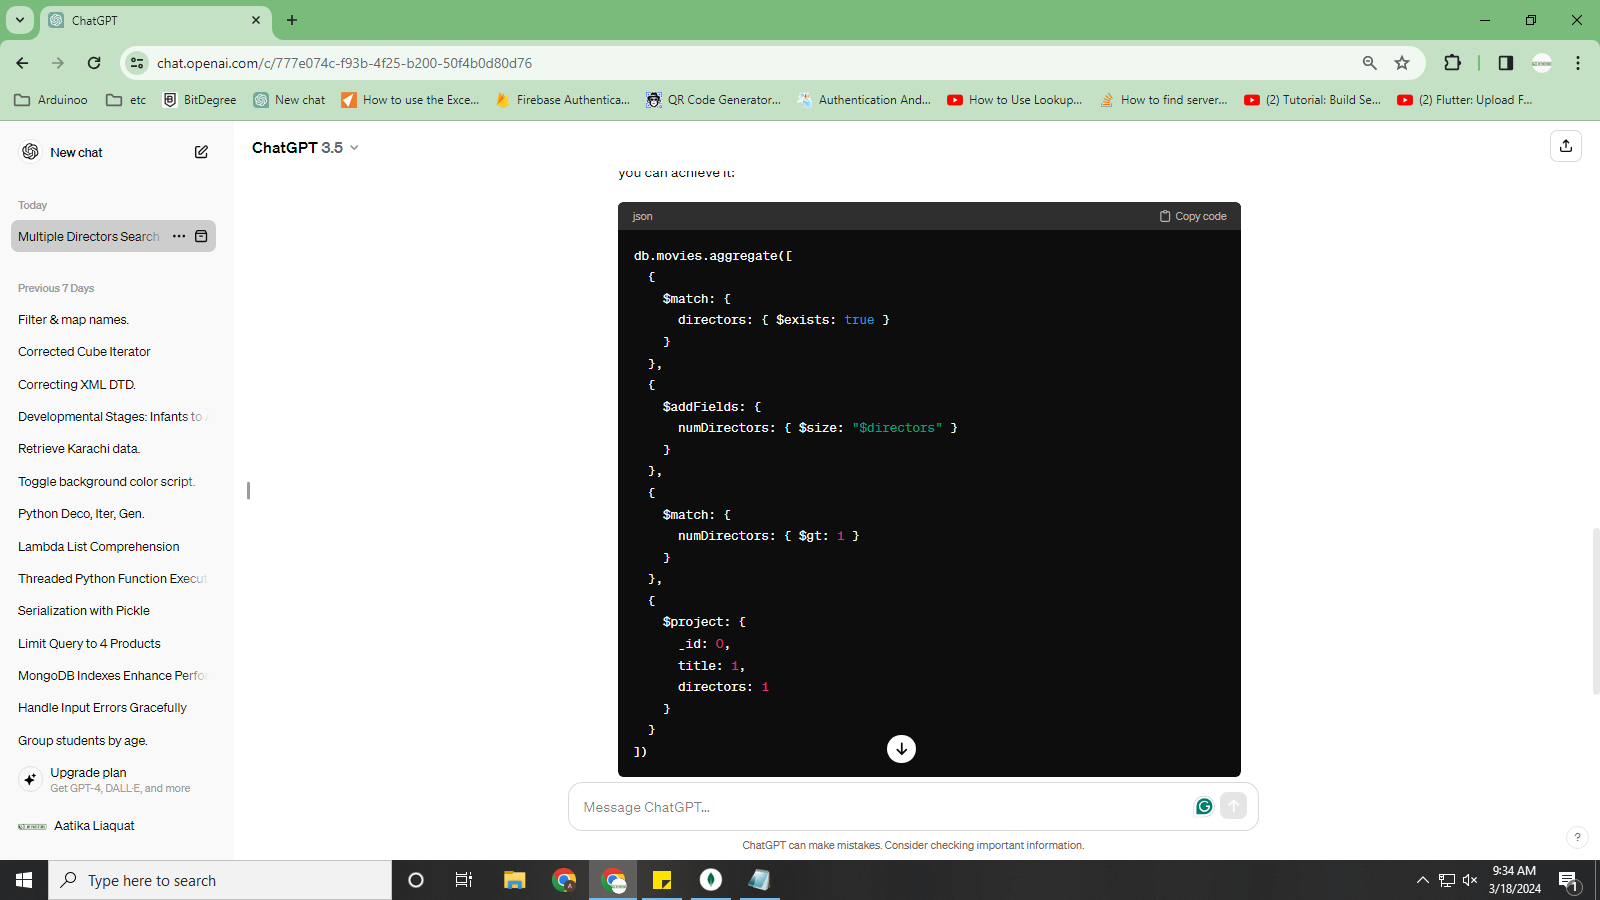 ChatGPT
chat.openai.com/c/777e074c-f93b-4f25-b200-50f4b0d80d76
Arduinoo
etc
BitDegree
New chat
How to use the Exce...
Firebase Authentica...
QR Code Generator...
Authentication And...
How to Use Lookup...
How to find server...
(2) Tutorial: Build Se...
(2) Flutter: Upload F...
New chat
Today
Multiple Directors Search
Previous 7 Days
Filter & map names.
Corrected Cube Iterator
Correcting XML DTD.
Developmental Stages: Infants to
Retrieve Karachi data.
Toggle background color script.
Python Deco, Iter, Gen.
Lambda List Comprehension
Threaded Python Function Execut
Serialization with Pickle
Limit Query to 4 Products
MongoDB Indexes Enhance Perfo
Handle Input Errors Gracefully
Group students by age.
Upgrade plan
Get GPT-4, DALL·E, and more
Aatika Liaquat
ChatGPT 3.5
you can achieve it:
json
Copy code
db.movies.aggregate([
{
$match: {
directors: { $exists: true }
}
},
{
$addFields: {
numDirectors: { $size: "$directors" }
}
},
{
$match: {
numDirectors: { $gt: 1 }
}
},
{
$project: {
_id: 0,
title: 1,
directors: 1
}
}
])
Message ChatGPT...
ChatGPT can make mistakes. Consider checking important information.
?
Type here to search
9:34 AM
3/18/2024
1